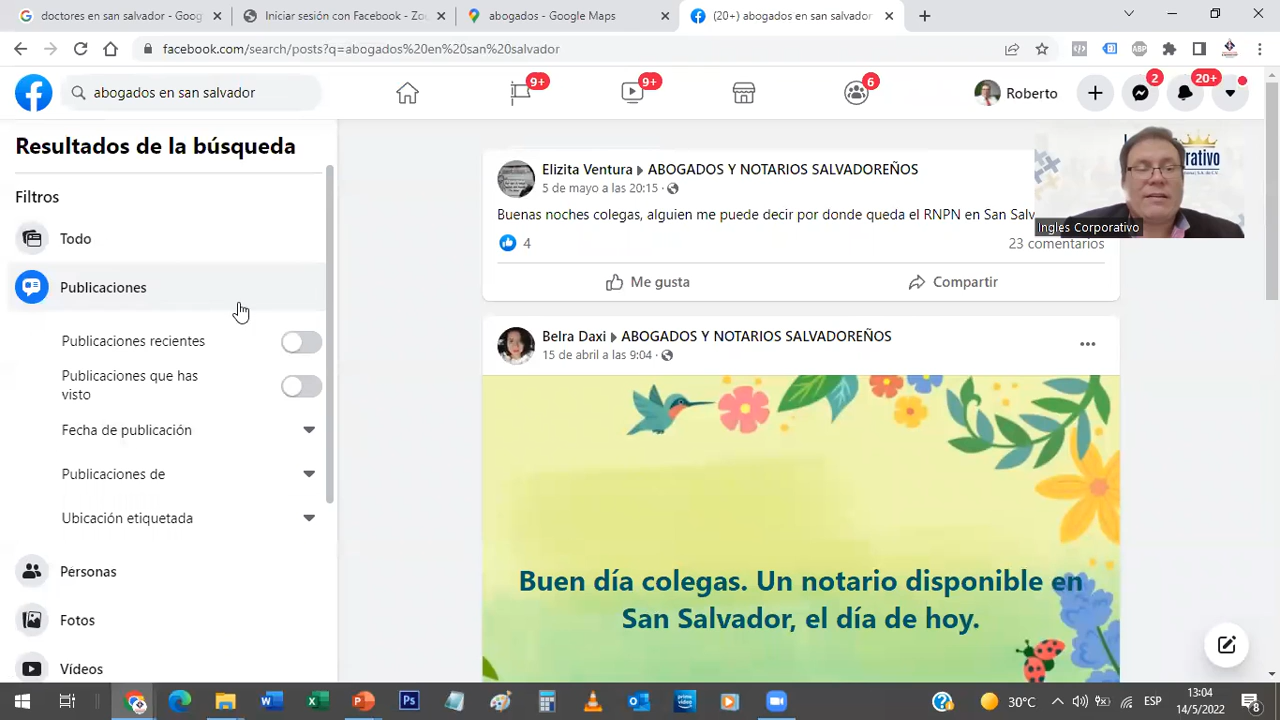 doctores en san salvador - Goog
Iniciar sesión con Facebook - Zou
abogados - Google Maps
(20+) abogados en san salvador
facebook.com/search/posts?q=abogados%20en%20san%20salvador
ABP
abogados en san salvador
9+
9+
6
Roberto
2
20+
Resultados de la búsqueda
Filtros
Todo
Publicaciones
Publicaciones recientes
Publicaciones que has
visto
Fecha de publicación
Publicaciones de
Ubicación etiquetada
Personas
Fotos
Vídeos
Elizita Ventura ABOGADOS Y NOTARIOS SALVADOREÑOS
5 de mayo a las 20:15 ·
Buenas noches colegas, alguien me puede decir por donde queda el RNPN en San Salv
4
23 comentarios
Me gusta
Compartir
Ingles Corporativo
Belra Daxi ABOGADOS Y NOTARIOS SALVADOREÑOS
15 de abril a las 9:04 ·
Buen día colegas. Un notario disponible en
San Salvador, el día de hoy.
30°C
ESP
13:04
14/5/2022
8